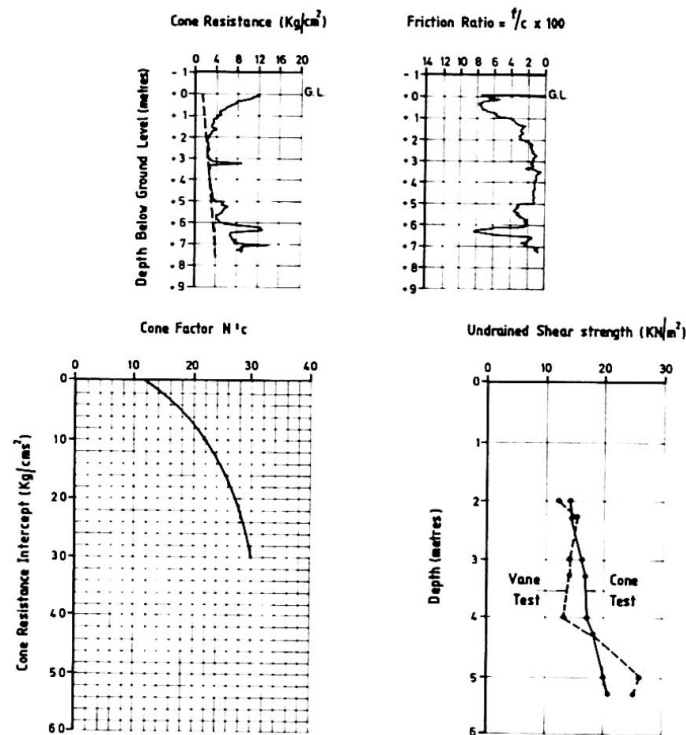 Cone Resistance (Kg/cm²)
0 4 8 12 16 20
- 1
+ 0
+ 1
+ 2
+ 3
+ 4
+ 5
+ 6
+ 7
+ 8
+ 9
G.L.
Depth Below Ground Level (metres)
Friction Ratio = f/c x 100
14 12 10 8 6 4 2 0
- 1
+ 0
+ 1
+ 2
+ 3
+ 4
+ 5
+ 6
+ 7
+ 8
+ 9
G.L.
Cone Factor N'c
0 10 20 30 40
0
10
20
30
40
50
60
Cone Resistance Intercept (Kg/cms²)
Undrained Shear strength (KN/m²)
0 10 20 30
0
1
2
3
4
5
6
Depth (metres)
Vane
Test
Cone
Test